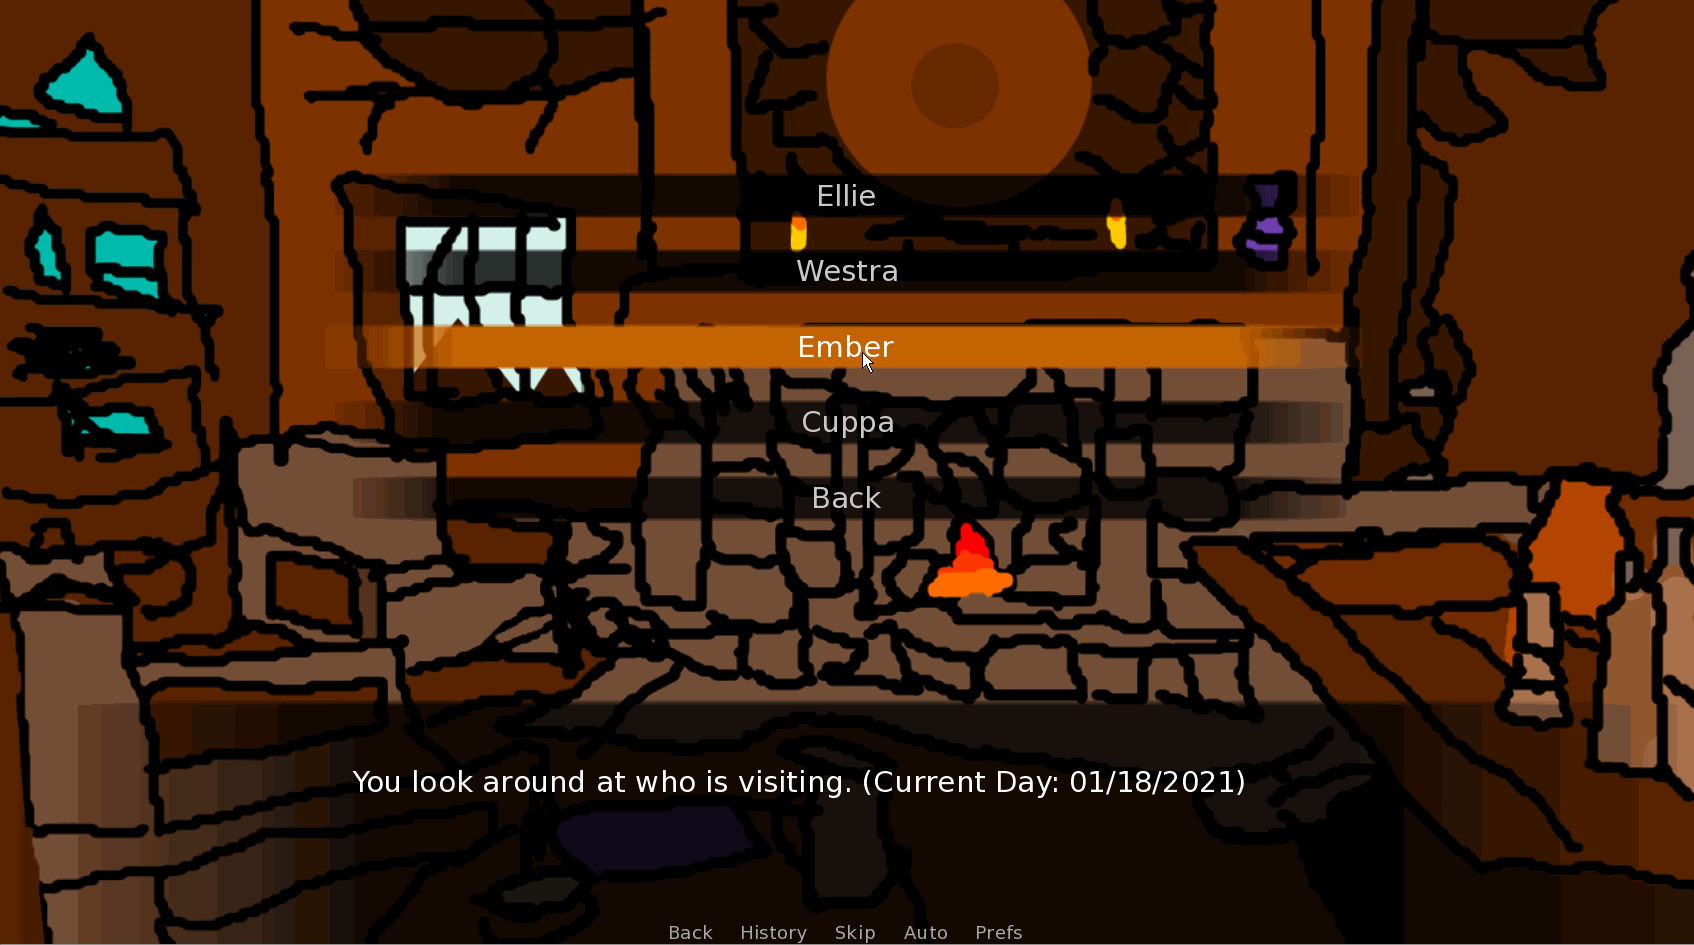 Ellie
Westra
Ember
Cuppa
Back
You look around at who is visiting. (Current Day: 01/18/2021)
Back History Skip Auto Prefs